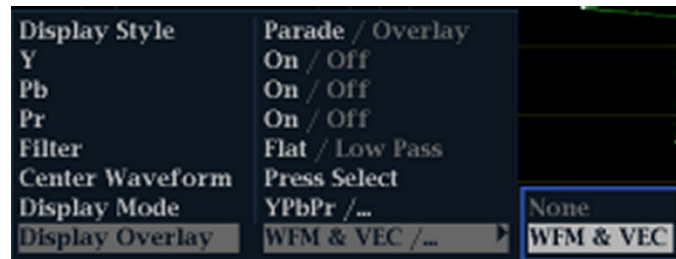 Display Style Parade / Overlay
Y On / Off
Pb On / Off
Pr On / Off
Filter Flat / Low Pass
Center Waveform Press Select
Display Mode YPbPr /...
Display Overlay WFM & VEC /...
None
WFM & VEC